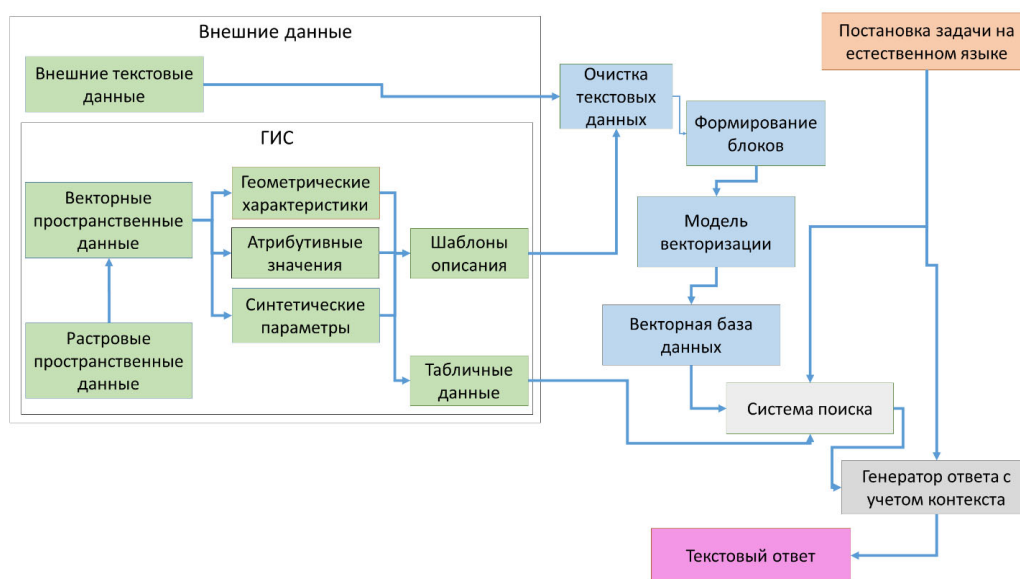 Внешние данные
Постановка задачи на
естественном языке
Внешние текстовые
данные
Очистка
текстовых
данных
Формирование
блоков
ГИС
Векторные
пространственные
данные
Геометрические
характеристики
Атрибутивные
значения
Синтетические
параметры
Шаблоны
описания
Модель
векторизации
Растровые
пространственные
данные
Табличные
данные
Векторная база
данных
Система поиска
Генератор ответа с
учетом контекста
Текстовый ответ